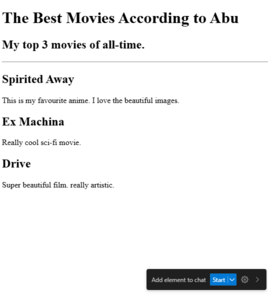 The Best Movies According to Abu
My top 3 movies of all-time.
Spirited Away
This is my favourite anime. I love the beautiful images.
Ex Machina
Really cool sci-fi movie.
Drive
Super beautiful film. really artistic.
Add element to chat Start